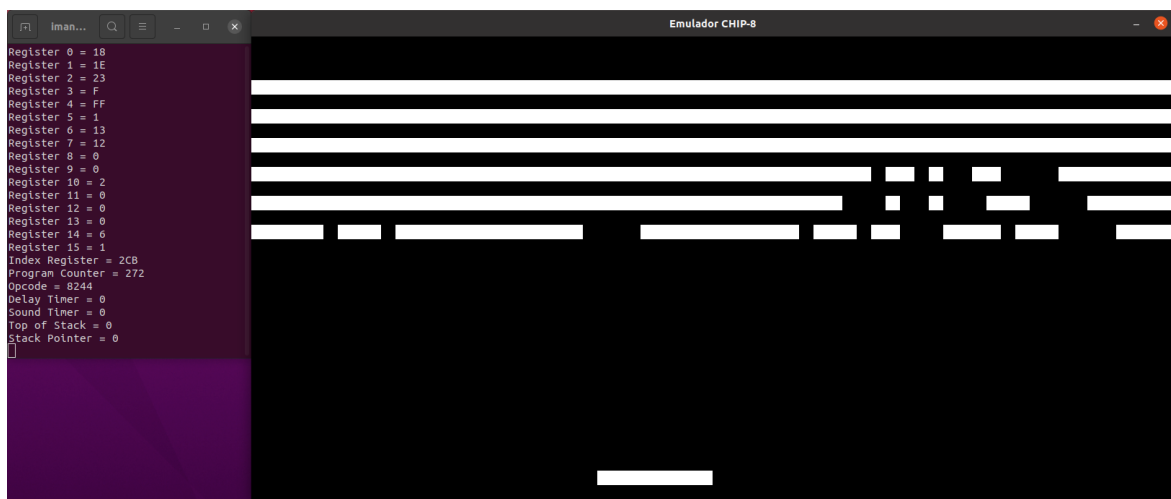 iman...
Emulador CHIP-8
Register 0 = 18
Register 1 = 1E
Register 2 = 23
Register 3 = F
Register 4 = FF
Register 5 = 1
Register 6 = 13
Register 7 = 12
Register 8 = 0
Register 9 = 0
Register 10 = 2
Register 11 = 0
Register 12 = 0
Register 13 = 0
Register 14 = 6
Register 15 = 1
Index Register = 2CB
Program Counter = 272
Opcode = 8244
Delay Timer = 0
Sound Timer = 0
Top of Stack = 0
Stack Pointer = 0